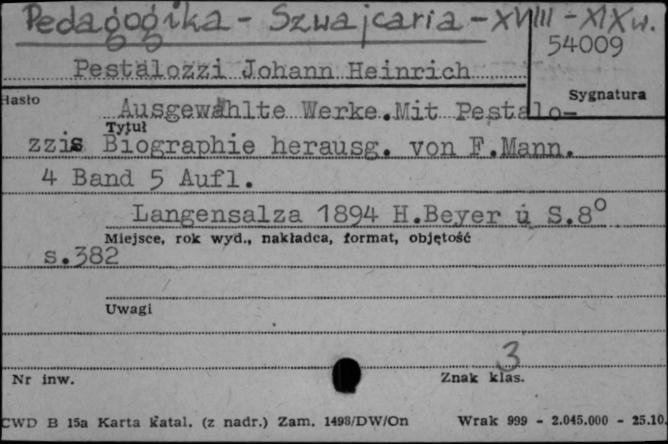 Pedagogika - Szwajcaria - XVIII - XIX w.
54009
Pestalozzi Johann Heinrich
Hasło
Sygnatura
Ausgewählte Werke.Mit Pestalo-
Tytuł
zzis Biographie herausg. von F.Mann.
4 Band 5 Aufl.
Langensalza 1894 H.Beyer u S.8°
Miejsce, rok wyd., nakładca, format, objętość
s.382
Uwagi
3
Nr inw.
Znak klas.
CWD B 15a Karta katal. (z nadr.) Zam. 1498/DW/On Wrak 999 - 2.045.000 - 25.10.